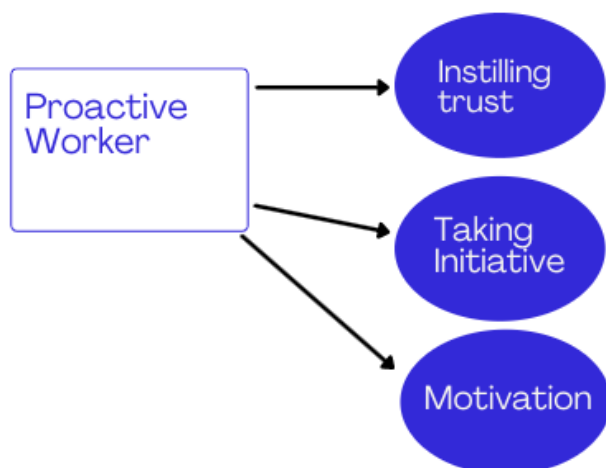 Proactive
Worker
Instilling
trust
Taking
Initiative
Motivation